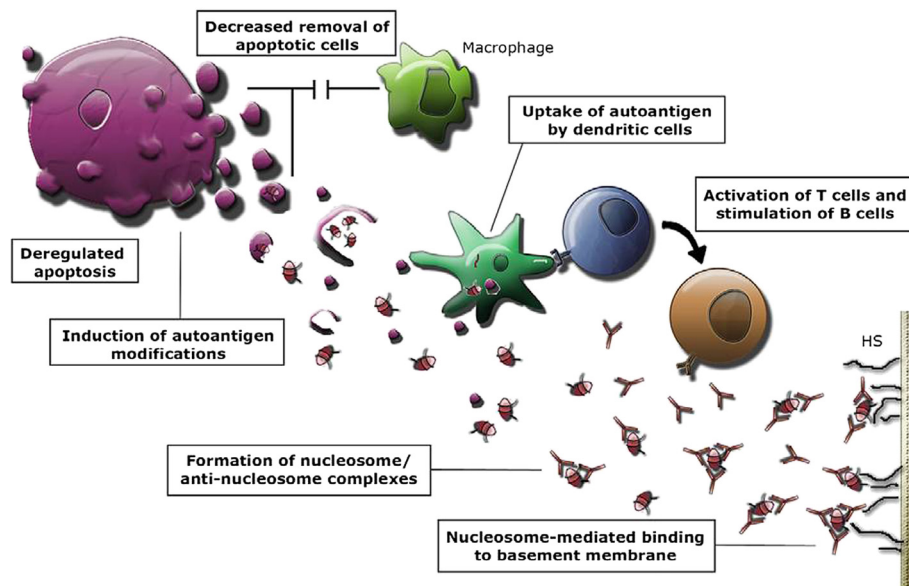 Decreased removal of
apoptotic cells
Macrophage
Uptake of autoantigen
by dendritic cells
Activation of T cells and
stimulation of B cells
Deregulated
apoptosis
Induction of autoantigen
modifications
HS
Formation of nucleosome/
anti-nucleosome complexes
Nucleosome-mediated binding
to basement membrane